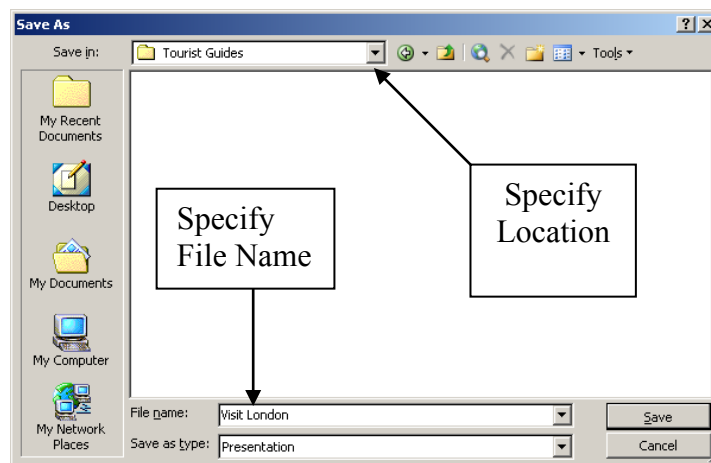 Save As
Save in:
Tourist Guides
Tools
My Recent
Documents
Desktop
My Documents
My Computer
My Network
Places
Specify
File Name
Specify
Location
File name:
Visit London
Save
Save as type:
Presentation
Cancel